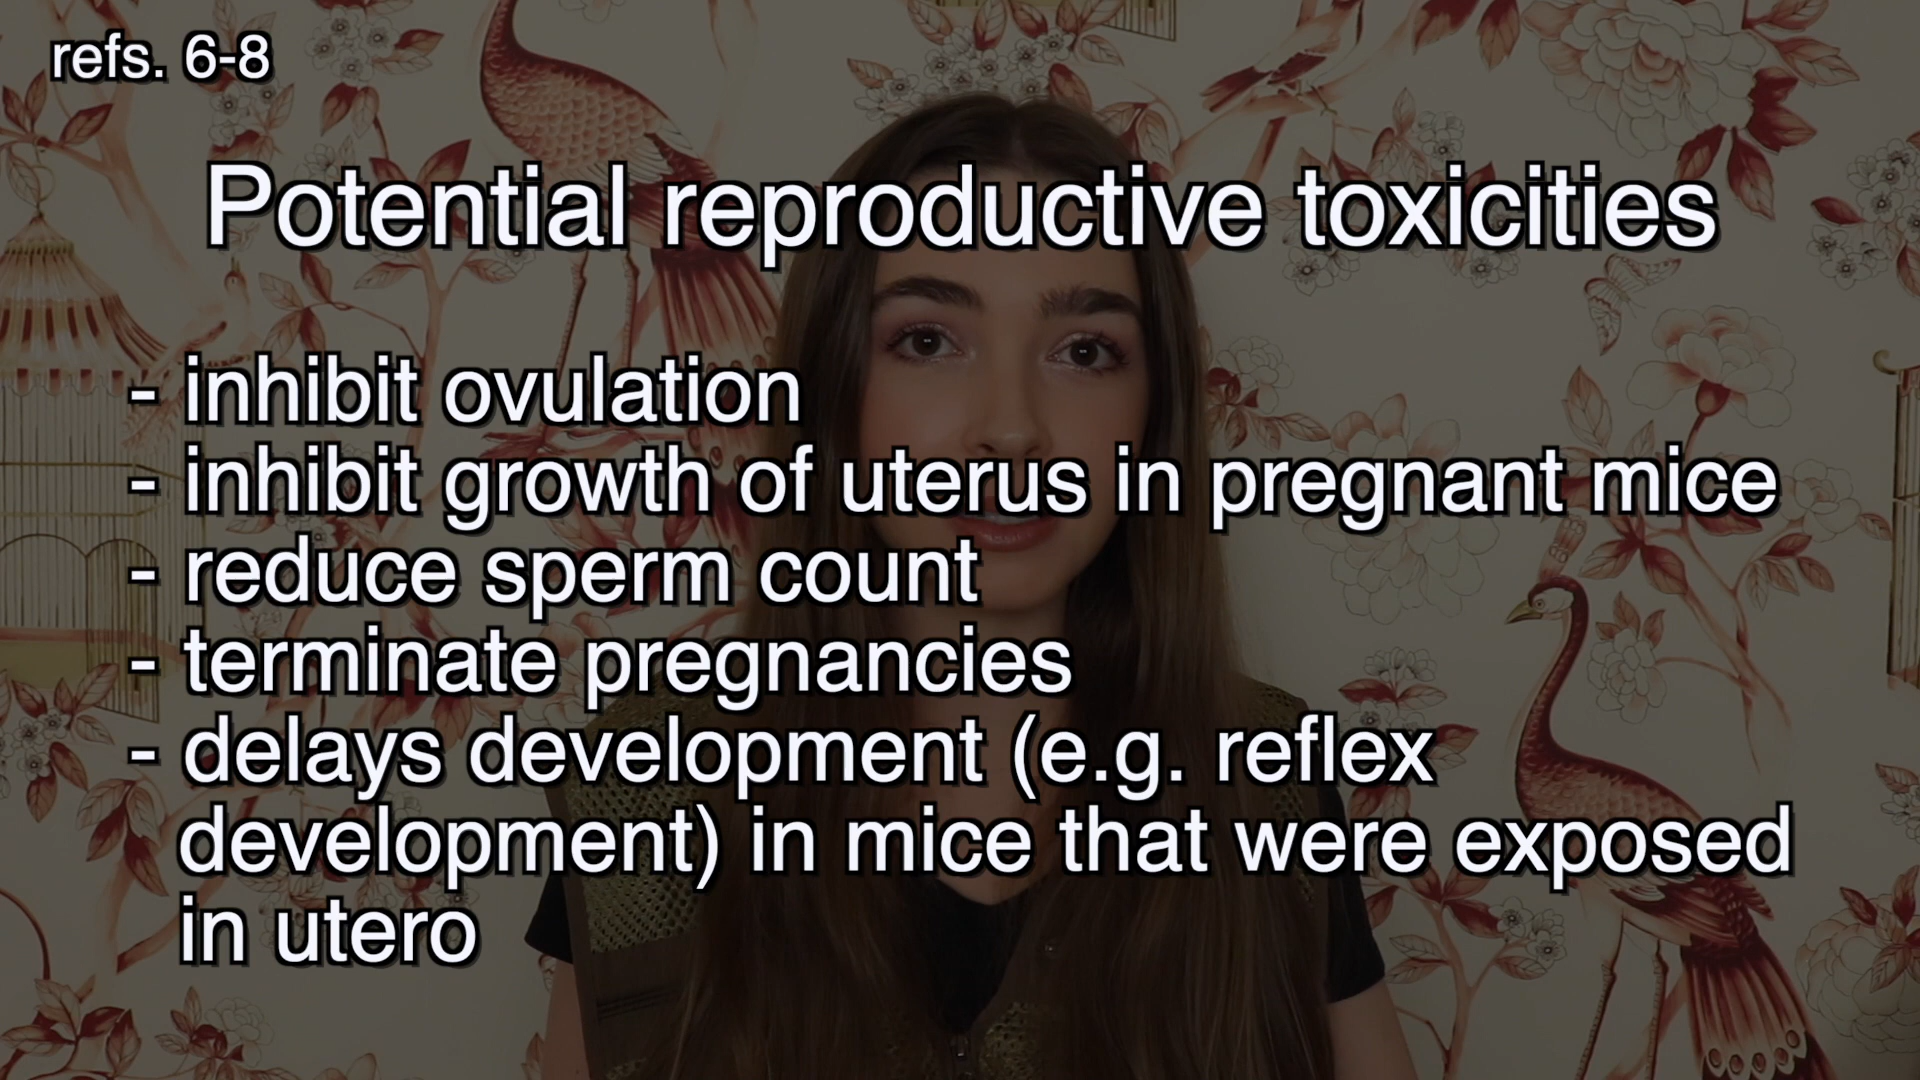 refs. 6-8
Potential reproductive toxicities
- inhibit ovulation
- inhibit growth of uterus in pregnant mice
- reduce sperm count
- terminate pregnancies
- delays development (e.g. reflex
development) in mice that were exposed
in utero